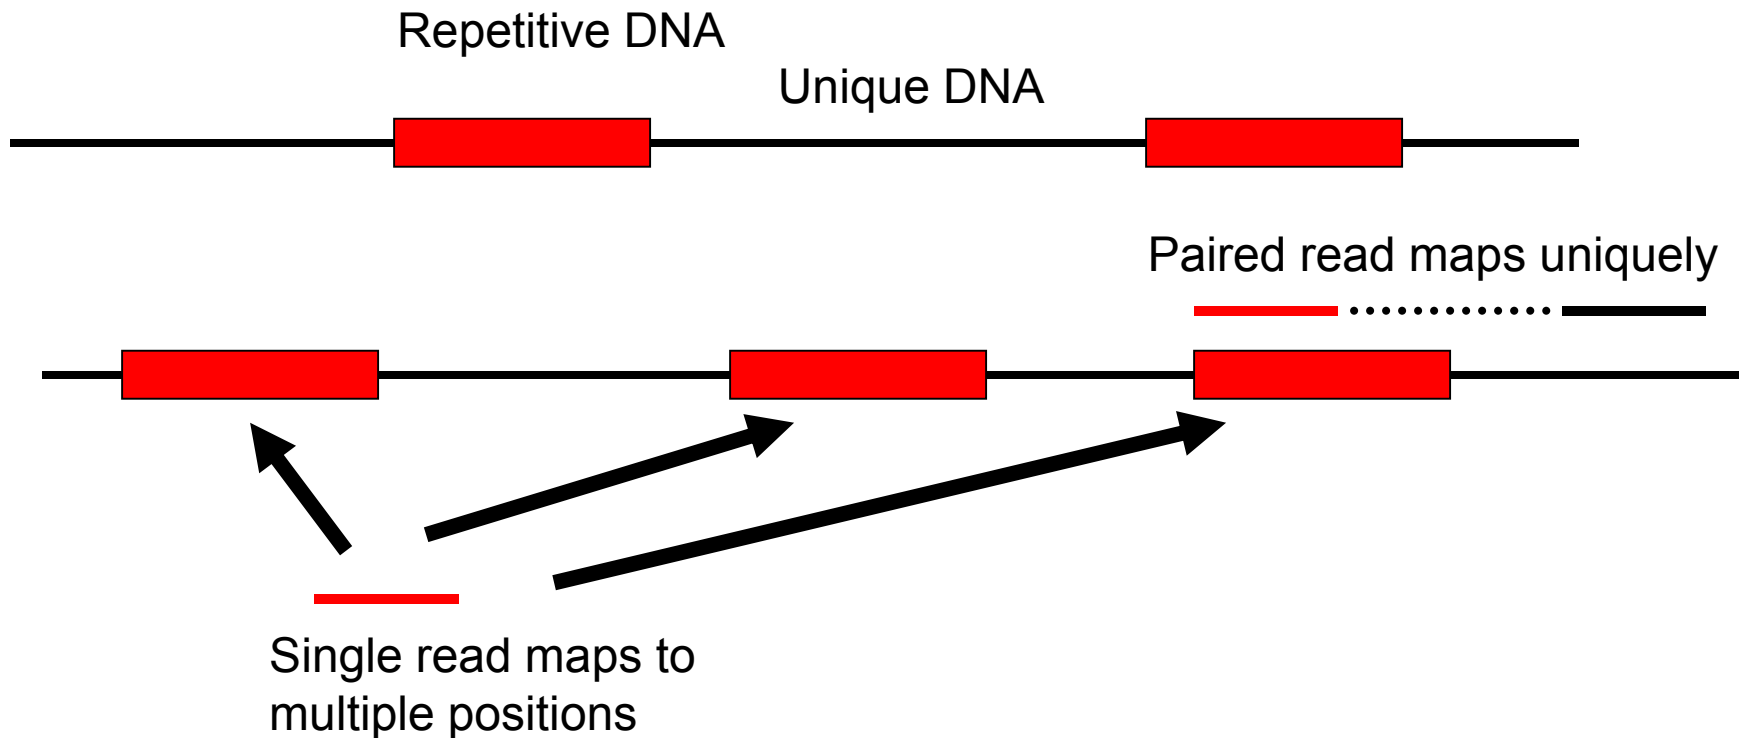 Repetitive DNA
Unique DNA
Paired read maps uniquely
Single read maps to
multiple positions